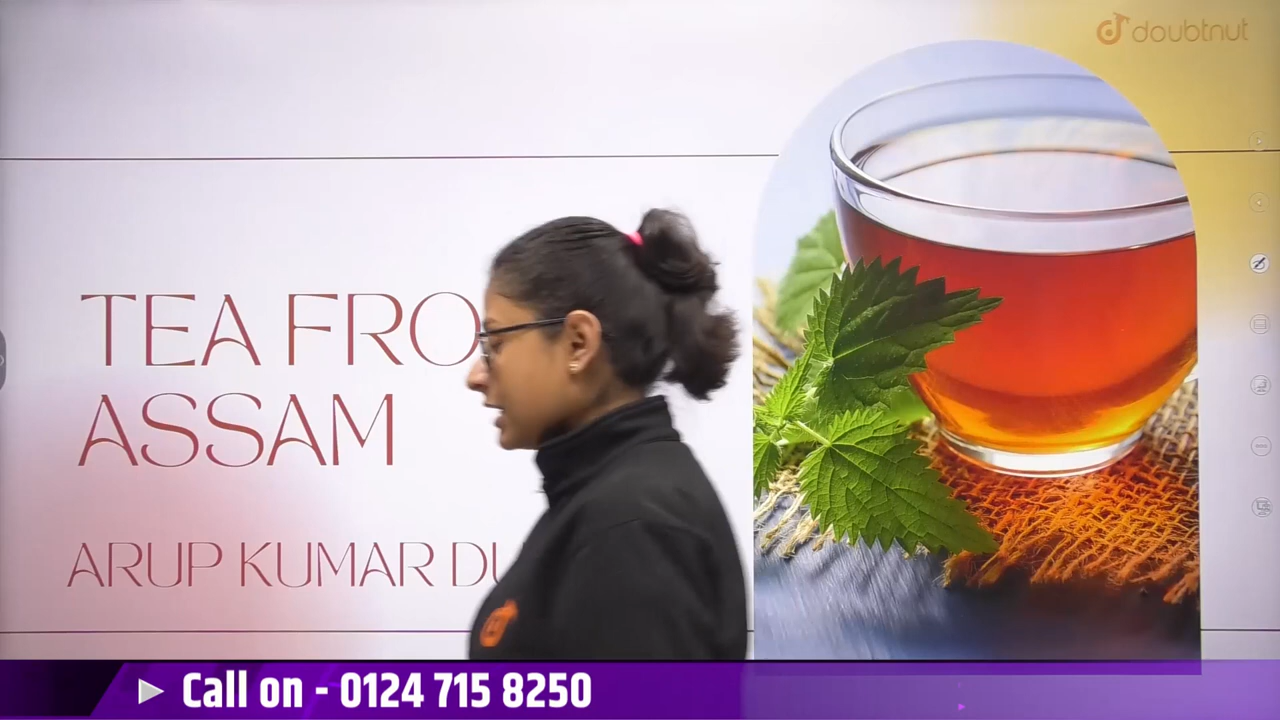 doubtnut
TEA FRO
ASSAM
ARUP KUMAR DU
Call on - 0124 715 8250